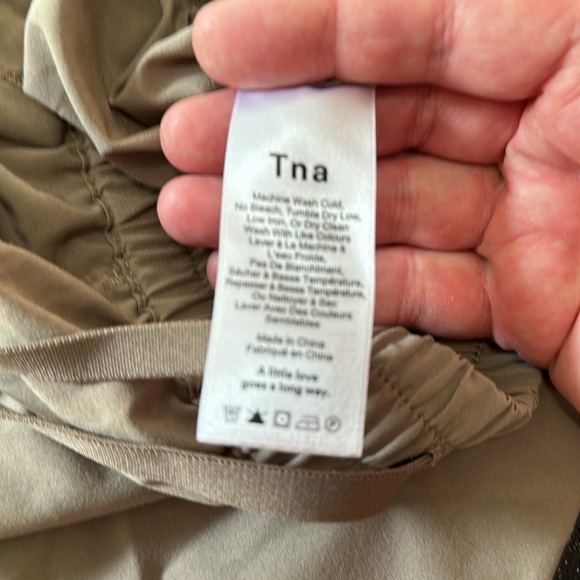 Tna
Machine Wash Cold,
No Bleach, Tumble Dry Low,
Low Iron, Or Dry Clean
Wash With Like Colours
Laver à La Machine à
L'eau Froide,
Pas De Blanchiment,
Sécher à Basse Température,
Repasser à Basse Température,
Ou Nettoyer à Sec
Laver Avec Des Couleurs
Semblables
Made in China
Fabriqué en China
A little love
goes a long way.